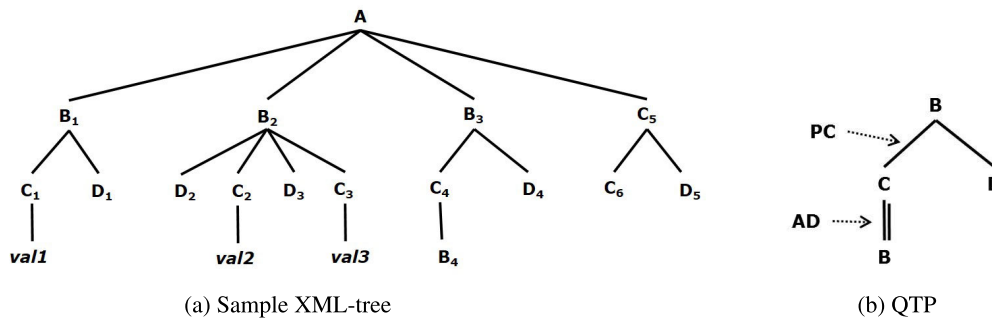 A
B1 B2 B3 C5
C1 D1 D2 C2 D3 C3 C4 D4 C6 D5
val1 val2 val3 B4
(a) Sample XML-tree
B
PC
C
AD
B
(b) QTP